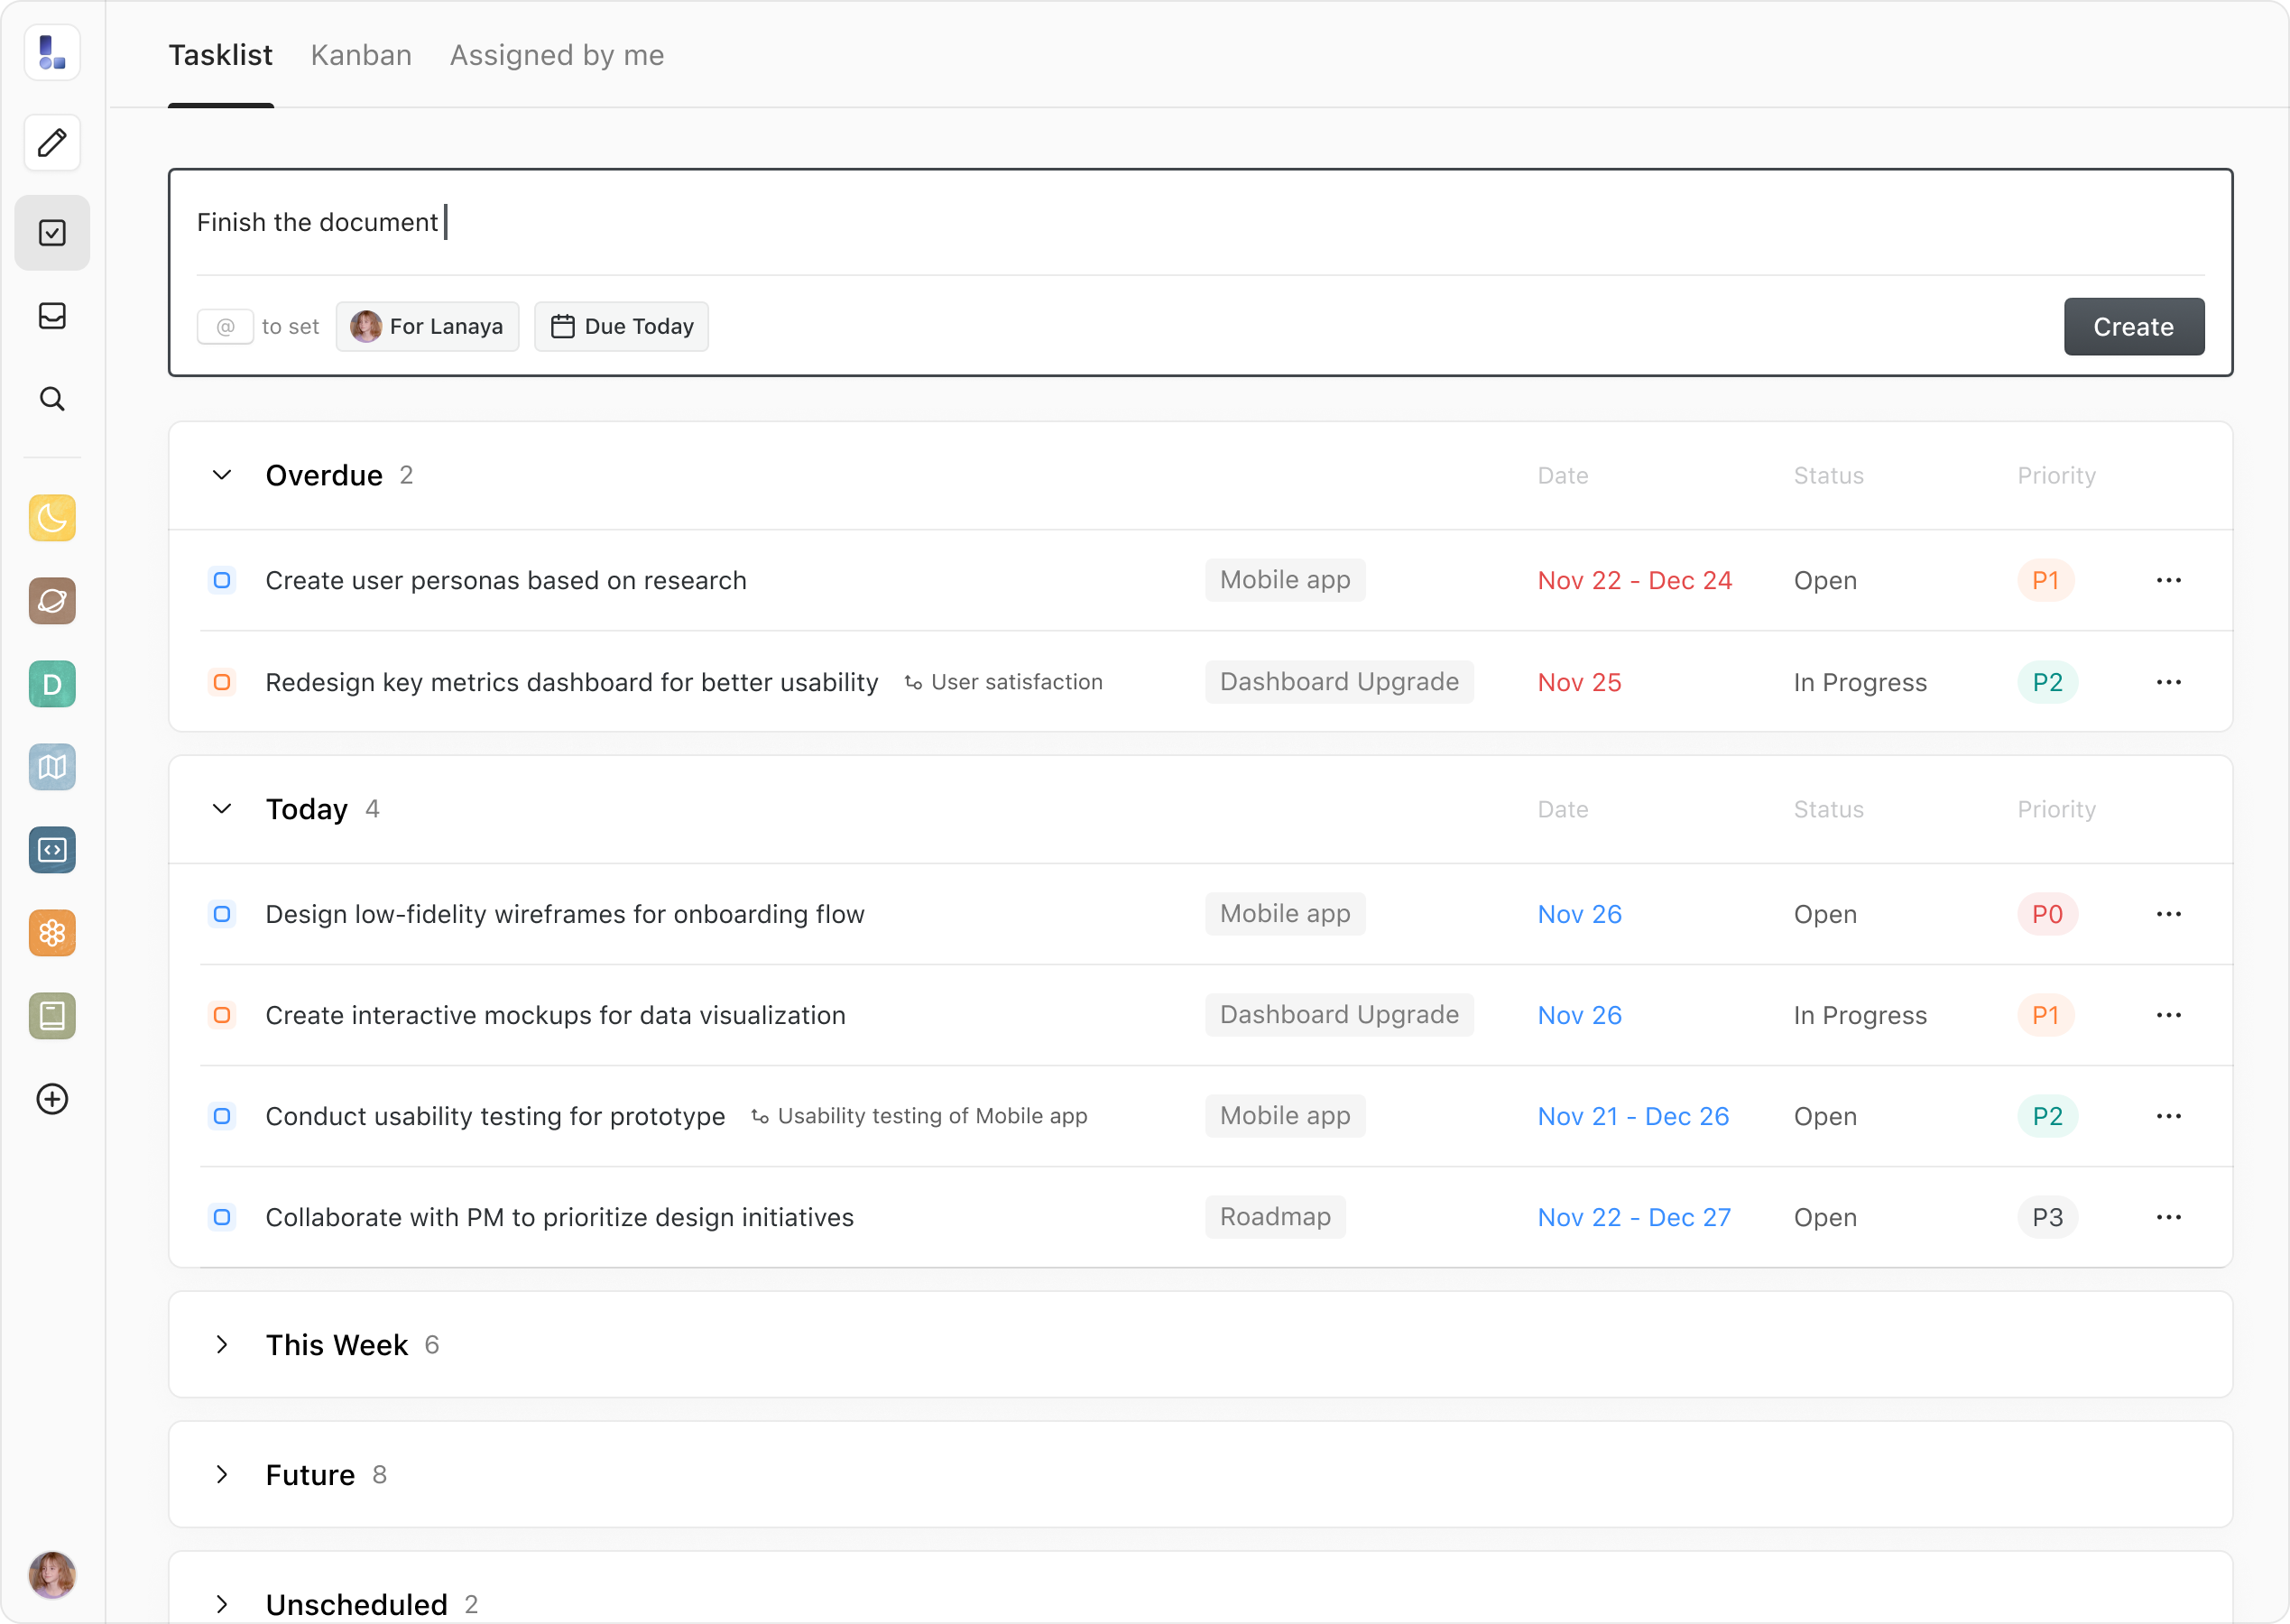 Tasklist Kanban Assigned by me
Finish the document
@ to set For Lanaya Due Today Create
Overdue 2 Date Status Priority
Create user personas based on research Mobile app Nov 22 - Dec 24 Open P1
Redesign key metrics dashboard for better usability User satisfaction Dashboard Upgrade Nov 25 In Progress P2
Today 4 Date Status Priority
D
Design low-fidelity wireframes for onboarding flow Mobile app Nov 26 Open P0
Create interactive mockups for data visualization Dashboard Upgrade Nov 26 In Progress P1
Conduct usability testing for prototype Usability testing of Mobile app Mobile app Nov 21 - Dec 26 Open P2
Collaborate with PM to prioritize design initiatives Roadmap Nov 22 - Dec 27 Open P3
This Week 6
Future 8
Unscheduled 2